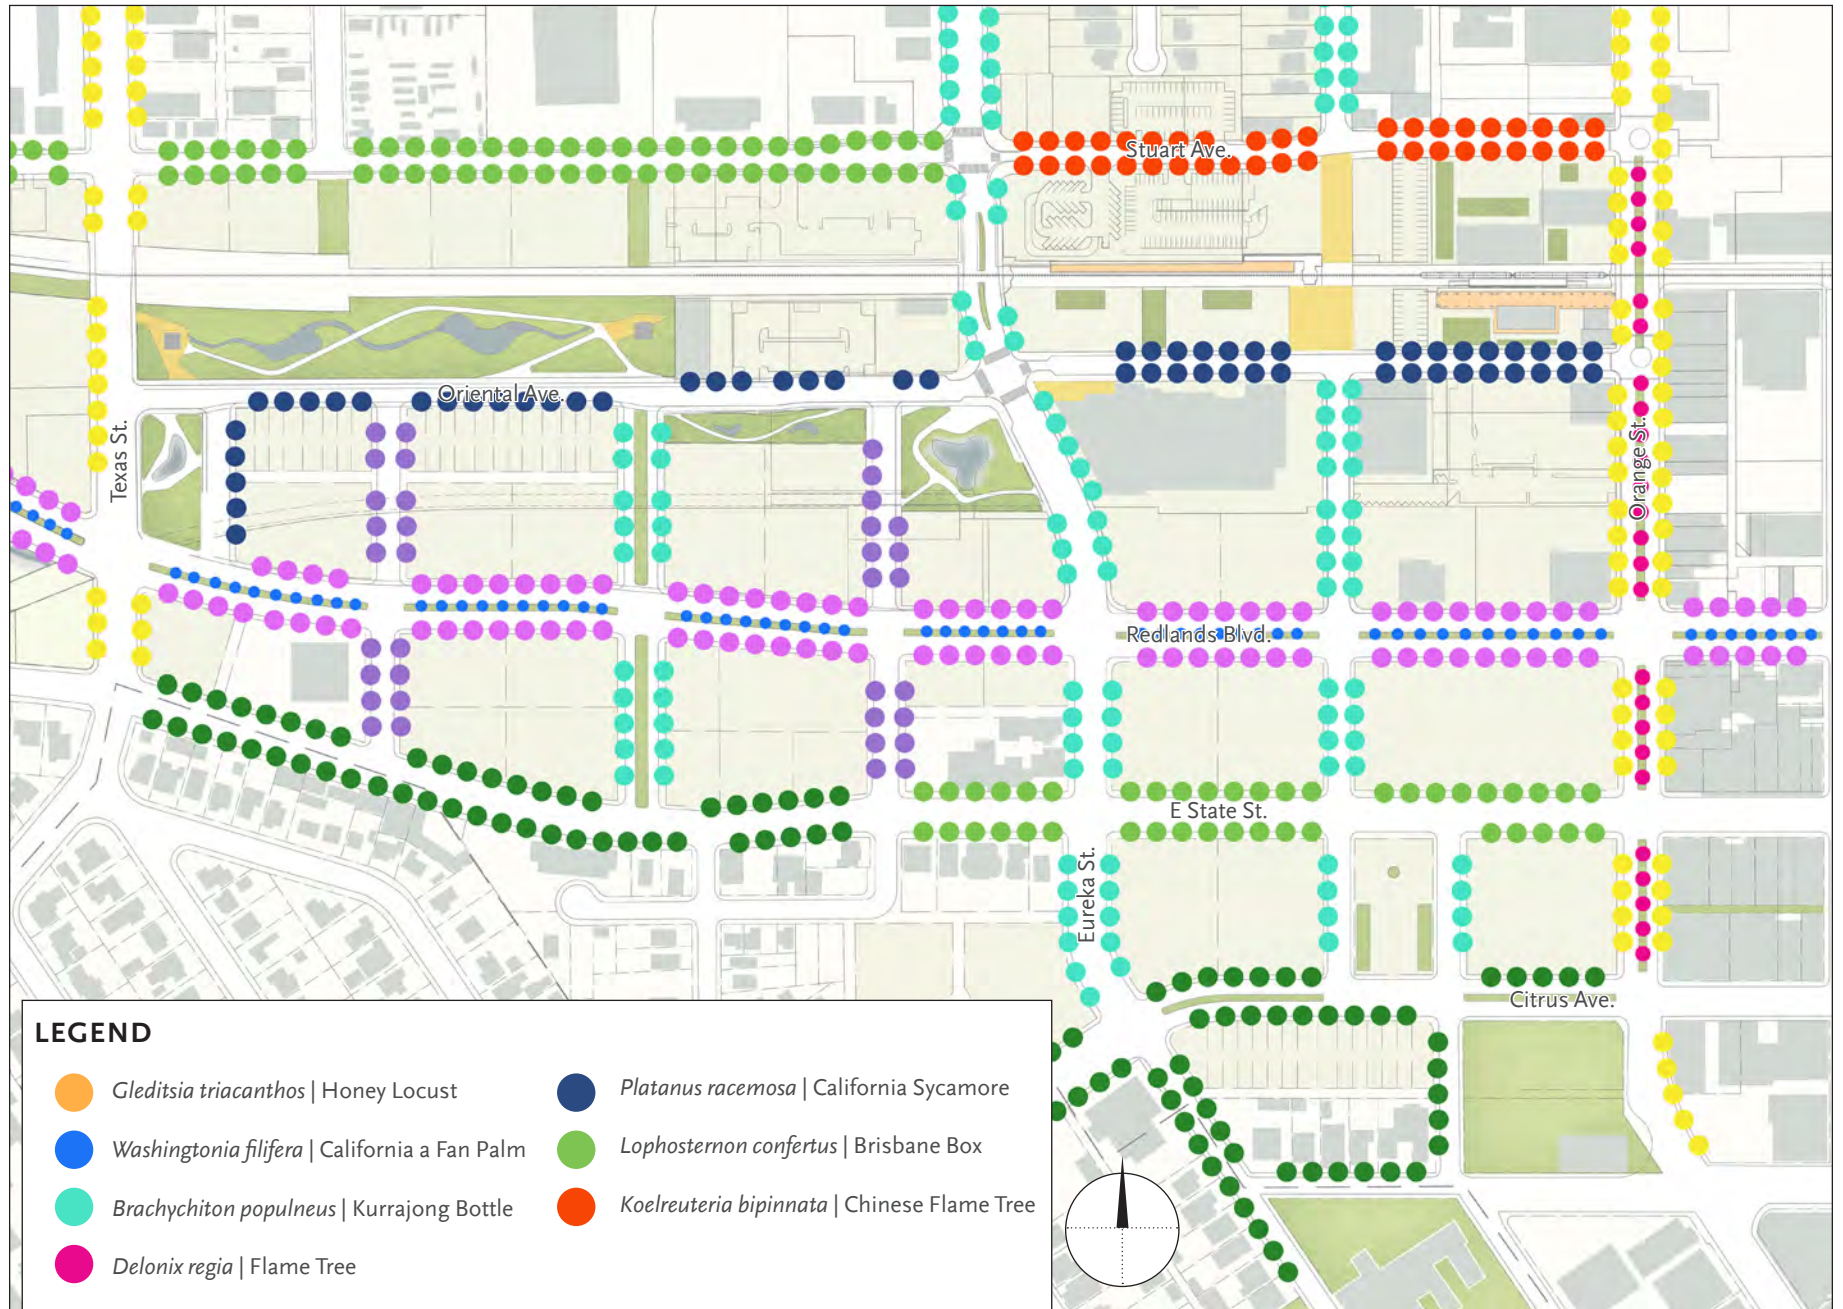 Stuart Ave.
Oriental Ave.
Texas St.
Orange St.
Redlands Blvd.
E State St.
Eureka St.
Citrus Ave.
LEGEND
Gleditsia triacanthos | Honey Locust
Washingtonia filifera | California a Fan Palm
Brachychiton populneus | Kurrajong Bottle
Delonix regia | Flame Tree
Platanus racemosa | California Sycamore
Lophosternon confertus | Brisbane Box
Koelreuteria bipinnata | Chinese Flame Tree